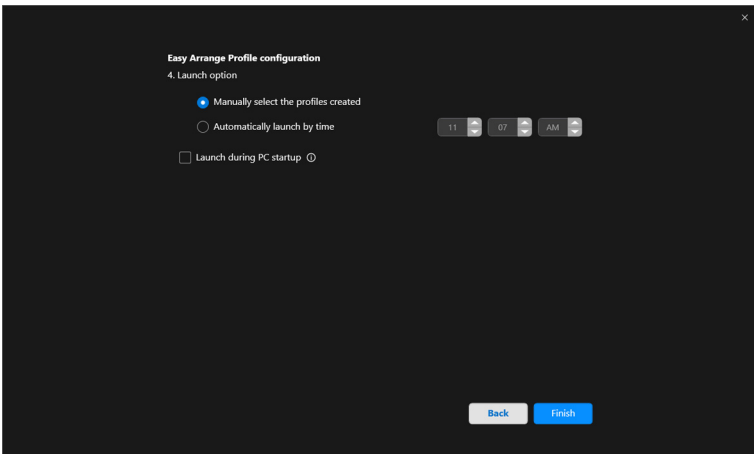 Easy Arrange Profile configuration
4. Launch option
Manually select the profiles created
Automatically launch by time 11 07 AM
Launch during PC startup
Back Finish